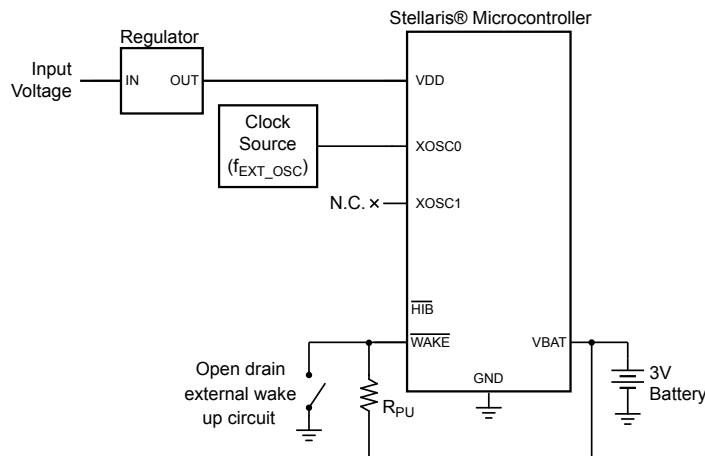 Stellaris® Microcontroller
Regulator
Input
Voltage
IN
OUT
VDD
Clock
Source
(fEXT_OSC)
XOSC0
N.C.
XOSC1
HIB
WAKE
VBAT
Open drain
external wake
up circuit
RPU
GND
3V
Battery